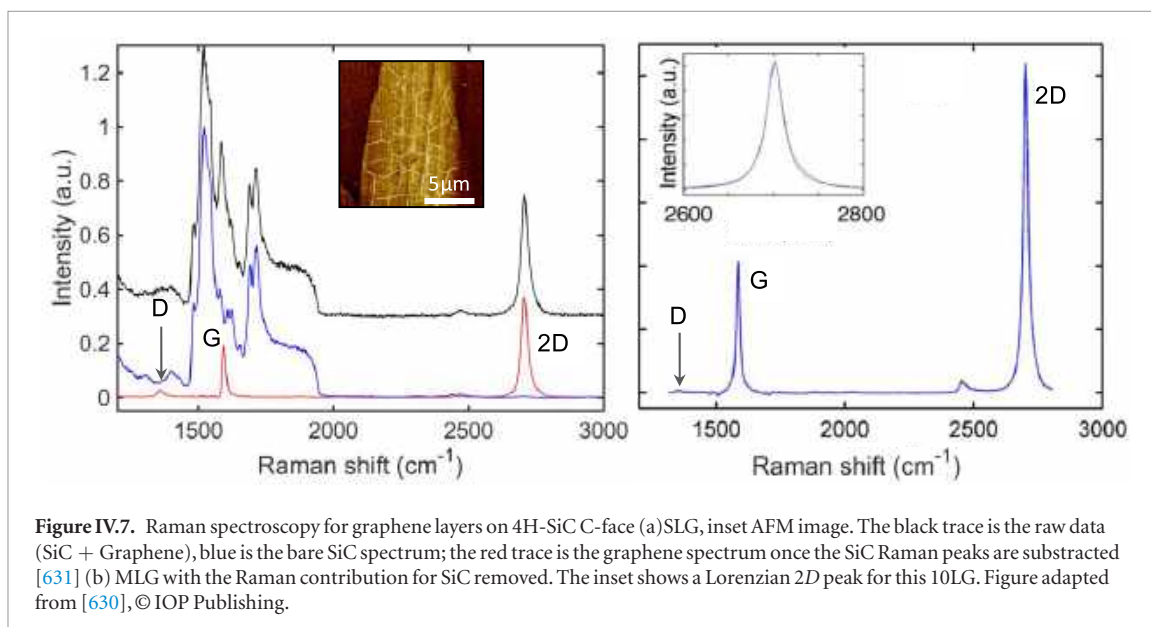 1.2
1
0.8
0.6
0.4
0.2
0
Intensity (a.u.)
5µm
D
G
2D
1500
2000
2500
3000
Raman shift (cm-1)
Intensity (a.u.)
2600
2800
D
G
2D
1500
2000
2500
3000
Raman shift (cm-1)
Figure IV.7. Raman spectroscopy for graphene layers on 4H-SiC C-face (a)SLG, inset AFM image. The black trace is the raw data
(SiC + Graphene), blue is the bare SiC spectrum; the red trace is the graphene spectrum once the SiC Raman peaks are substracted
[631] (b) MLG with the Raman contribution for SiC removed. The inset shows a Lorenzian 2D peak for this 10LG. Figure adapted
from [630], © IOP Publishing.